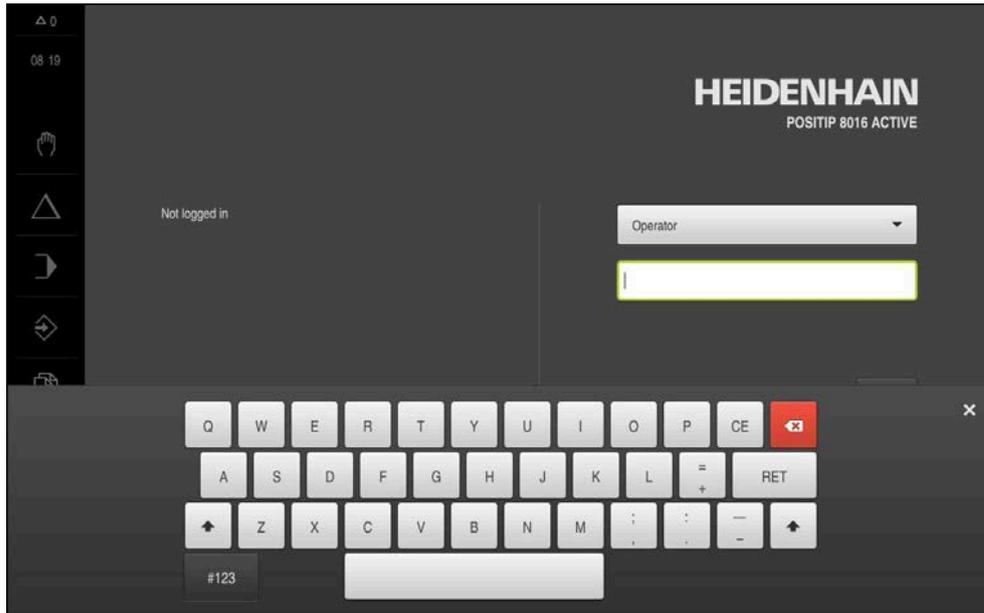 0
08 19
HEIDENHAIN
POSITIP 8016 ACTIVE
Not logged in
Operator
Q W E R T Y U I O P CE
A S D F G H J K L = + RET
Z X C V B N M ; , : . — –
#123